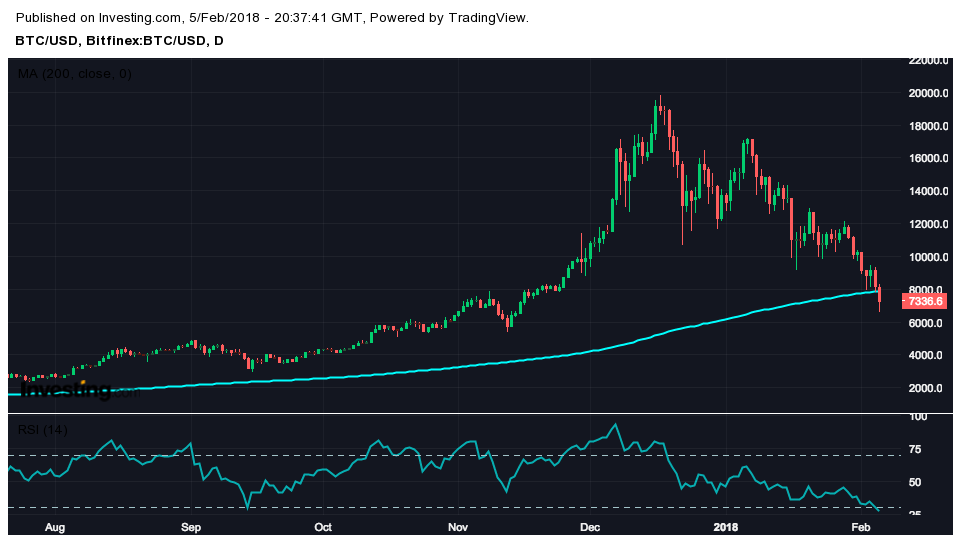 Published on Investing.com, 5/Feb/2018 - 20:37:41 GMT, Powered by TradingView.
BTC/USD, Bitfinex:BTC/USD, D
MA (200, close, 0)
22000.0
20000.0
18000.0
16000.0
14000.0
12000.0
10000.0
8000.0
7336.6
6000.0
4000.0
2000.0
Investing.com
RSI (14)
100
75
50
25
Aug Sep Oct Nov Dec 2018 Feb